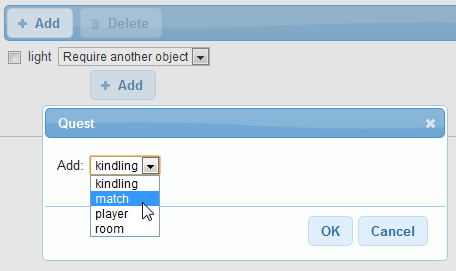 + Add Delete
light Require another object
+ Add
Quest
Add: kindling
kindling
match
player
room
OK Cancel